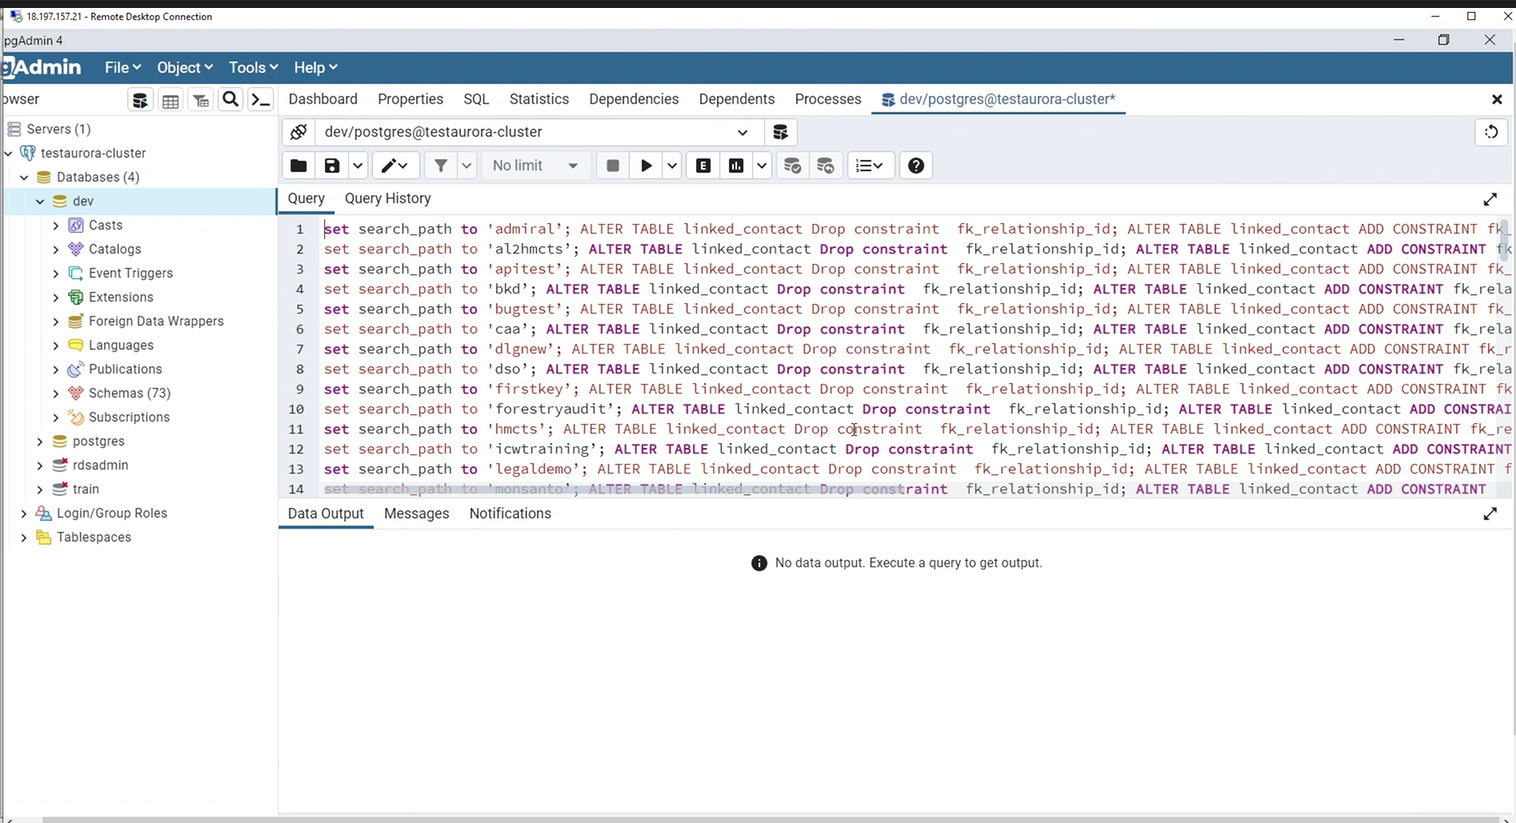 18.197.157.21 - Remote Desktop Connection
pgAdmin 4
gAdmin File Object Tools Help
owser
Dashboard Properties SQL Statistics Dependencies Dependents Processes dev/postgres@testaurora-cluster*
Servers (1)
testaurora-cluster
Databases (4)
dev
Casts
Catalogs
Event Triggers
Extensions
Foreign Data Wrappers
Languages
Publications
Schemas (73)
Subscriptions
postgres
rdsadmin
train
Login/Group Roles
Tablespaces
dev/postgres@testaurora-cluster
No limit E
Query Query History
1 set search_path to 'admiral’; ALTER TABLE linked_contact Drop constraint fk_relationship_id; ALTER TABLE linked_contact ADD CONSTRAINT fk_
2 set search_path to 'al2hmcts’; ALTER TABLE linked_contact Drop constraint fk_relationship_id; ALTER TABLE linked_contact ADD CONSTRAINT fk
3 set search_path to 'apitest’; ALTER TABLE linked_contact Drop constraint fk_relationship_id; ALTER TABLE linked_contact ADD CONSTRAINT fk_
4 set search_path to 'bkd’; ALTER TABLE linked_contact Drop constraint fk_relationship_id; ALTER TABLE linked_contact ADD CONSTRAINT fk_rela
5 set search_path to 'bugtest’; ALTER TABLE linked_contact Drop constraint fk_relationship_id; ALTER TABLE linked_contact ADD CONSTRAINT fk_
6 set search_path to 'caa’; ALTER TABLE linked_contact Drop constraint fk_relationship_id; ALTER TABLE linked_contact ADD CONSTRAINT fk_rela
7 set search_path to 'dlgnew’; ALTER TABLE linked_contact Drop constraint fk_relationship_id; ALTER TABLE linked_contact ADD CONSTRAINT fk_r
8 set search_path to 'dso’; ALTER TABLE linked_contact Drop constraint fk_relationship_id; ALTER TABLE linked_contact ADD CONSTRAINT fk_rela
9 set search_path to 'firstkey’; ALTER TABLE linked_contact Drop constraint fk_relationship_id; ALTER TABLE linked_contact ADD CONSTRAINT fk
10 set search_path to 'forestryaudit’; ALTER TABLE linked_contact Drop constraint fk_relationship_id; ALTER TABLE linked_contact ADD CONSTRAI
11 set search_path to 'hmcts’; ALTER TABLE linked_contact Drop constraint fk_relationship_id; ALTER TABLE linked_contact ADD CONSTRAINT fk_re
12 set search_path to 'icwtraining’; ALTER TABLE linked_contact Drop constraint fk_relationship_id; ALTER TABLE linked_contact ADD CONSTRAINT
13 set search_path to 'legaldemo’; ALTER TABLE linked_contact Drop constraint fk_relationship_id; ALTER TABLE linked_contact ADD CONSTRAINT f
14 set search_path to 'monsanto’; ALTER TABLE linked_contact Drop constraint fk_relationship_id; ALTER TABLE linked_contact ADD CONSTRAINT
Data Output Messages Notifications
No data output. Execute a query to get output.